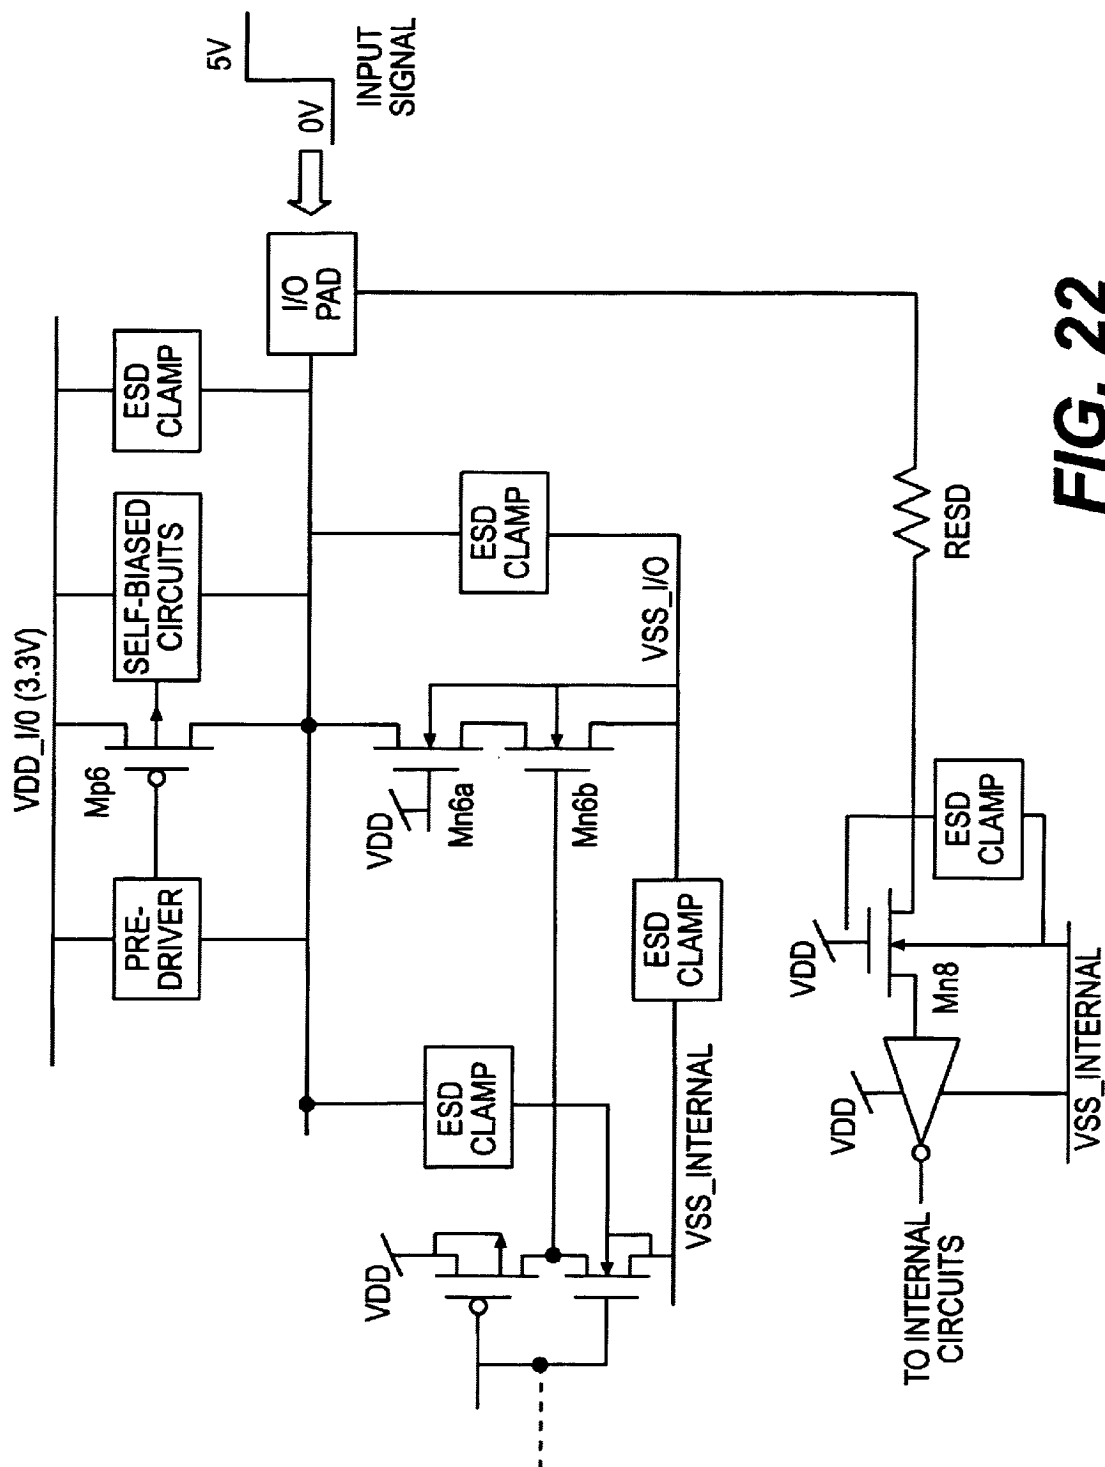 VDD_I/0 (3.3V)
PRE-
DRIVER
Mp6
SELF-BIASED
CIRCUITS
ESD
CLAMP
I/O
PAD
5V
0V
INPUT
SIGNAL
VDD
Mn6a
Mn6b
ESD
CLAMP
VSS_I/O
ESD
CLAMP
VDD
ESD
CLAMP
VSS_INTERNAL
RESD
ESD
CLAMP
VDD
Mn8
VDD
VSS_INTERNAL
TO INTERNAL
CIRCUITS
FIG. 22